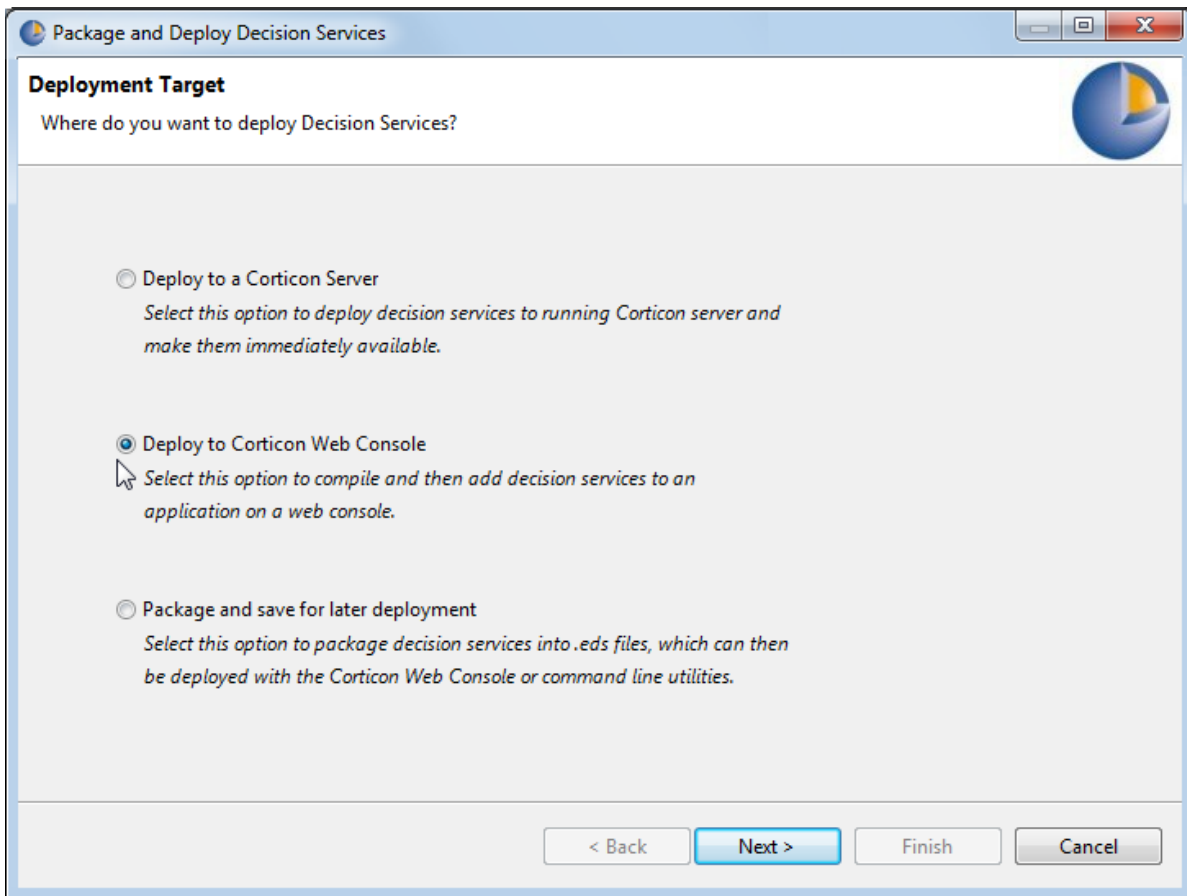 Package and Deploy Decision Services
Deployment Target
Where do you want to deploy Decision Services?
Deploy to a Corticon Server
Select this option to deploy decision services to running Corticon server and
make them immediately available.
Deploy to Corticon Web Console
Select this option to compile and then add decision services to an
application on a web console.
Package and save for later deployment
Select this option to package decision services into .eds files, which can then
be deployed with the Corticon Web Console or command line utilities.
< Back Next > Finish Cancel